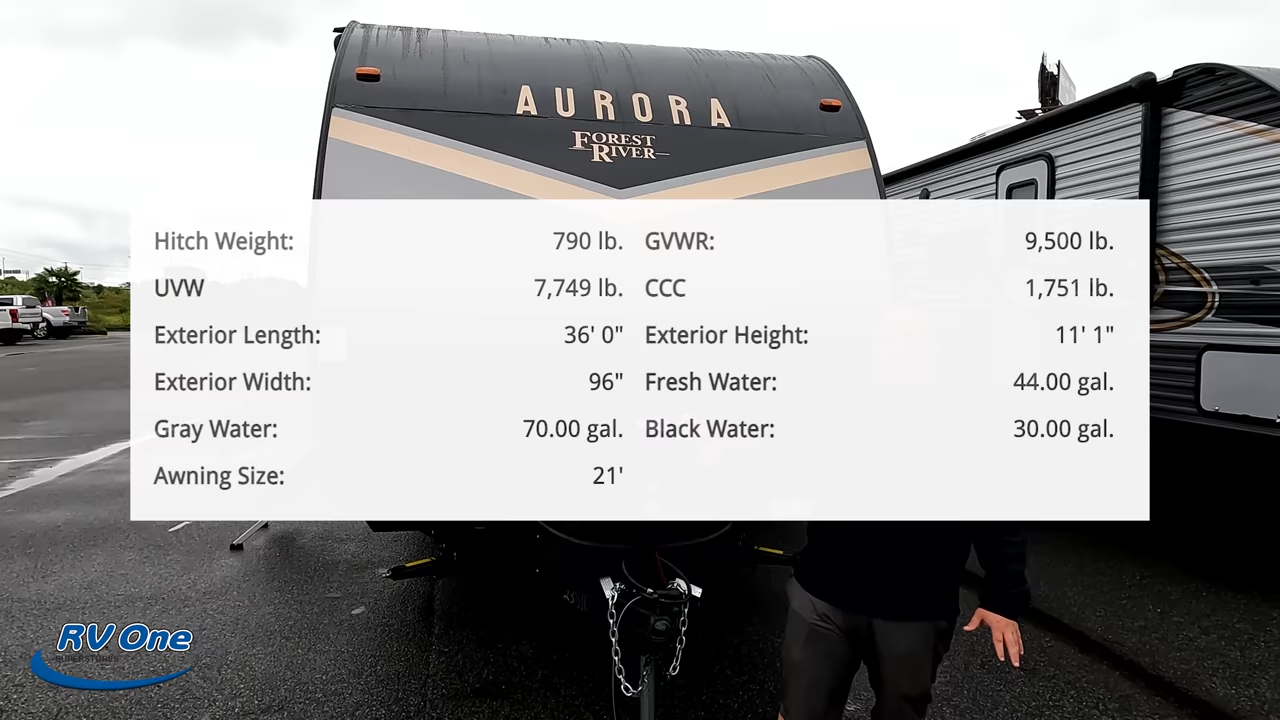 AURORA
FOREST
RIVER
Hitch Weight: 790 lb. GVWR: 9,500 lb.
UVW 7,749 lb. CCC 1,751 lb.
Exterior Length: 36' 0" Exterior Height: 11' 1"
Exterior Width: 96" Fresh Water: 44.00 gal.
Gray Water: 70.00 gal. Black Water: 30.00 gal.
Awning Size: 21'
RV One
SUPERSTORES